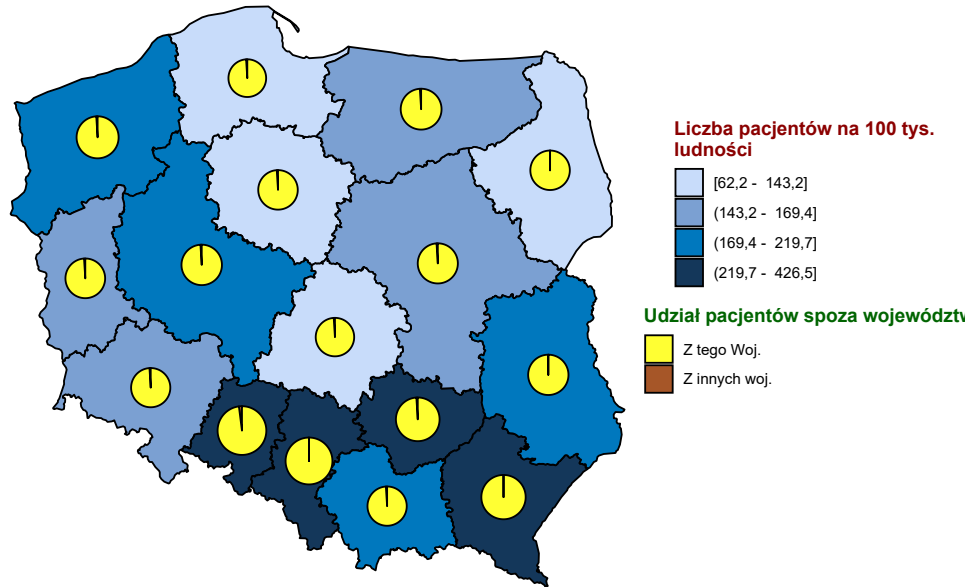 Liczba pacjentów na 100 tys.
ludności
[62,2 - 143,2]
(143,2 - 169,4]
(169,4 - 219,7]
(219,7 - 426,5]
Udział pacjentów spoza województw
Z tego Woj.
Z innych woj.